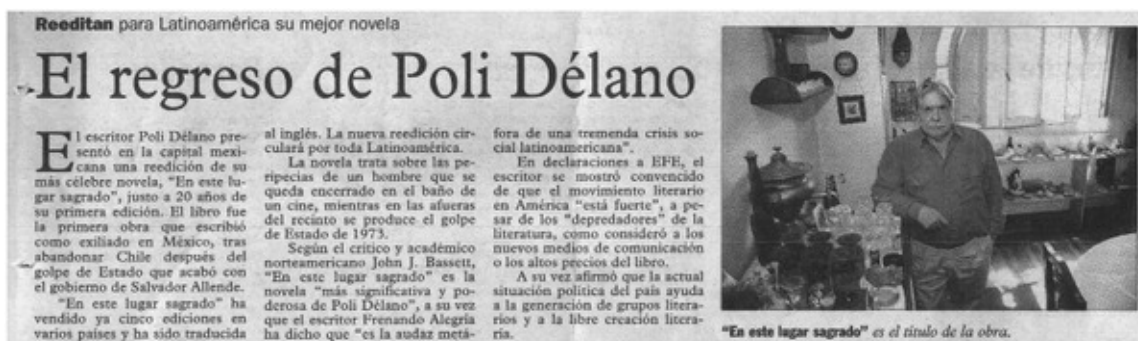 Reeditan para Latinoamérica su mejor novela
El regreso de Poli Délano
El escritor Poli Délano pre-
sentó en la capital mexi-
cana una reedición de su
más célebre novela, "En este lu-
gar sagrado", justo a 20 años de
su primera edición. El libro fue
la primera obra que escribió
como exiliado en México, tras
abandonar Chile después del
golpe de Estado que acabó con
el gobierno de Salvador Allende.
"En este lugar sagrado" ha
vendido ya cinco ediciones en
varios países y ha sido traducida
al inglés. La nueva reedición cir-
culará por toda Latinoamérica.
La novela trata sobre las pe-
ripecias de un hombre que se
queda encerrado en el baño de
un cine, mientras en las afueras
del recinto se produce el golpe
de Estado de 1973.
Según el crítico y académico
norteamericano John J. Bassett,
"En este lugar sagrado" es la
novela "más significativa y po-
derosa de Poli Délano", a su vez
que el escritor Frenando Alegría
ha dicho que "es la audaz metá-
fora de una tremenda crisis so-
cial latinoamericana".
En declaraciones a EFE, el
escritor se mostró convencido
de que el movimiento literario
en América "está fuerte", a pe-
sar de los "depredadores" de la
literatura, como consideró a los
nuevos medios de comunicación
o los altos precios del libro.
A su vez afirmó que la actual
situación política del país ayuda
a la generación de grupos litera-
rios y a la libre creación litera-
ria.
"En este lugar sagrado" es el título de la obra.